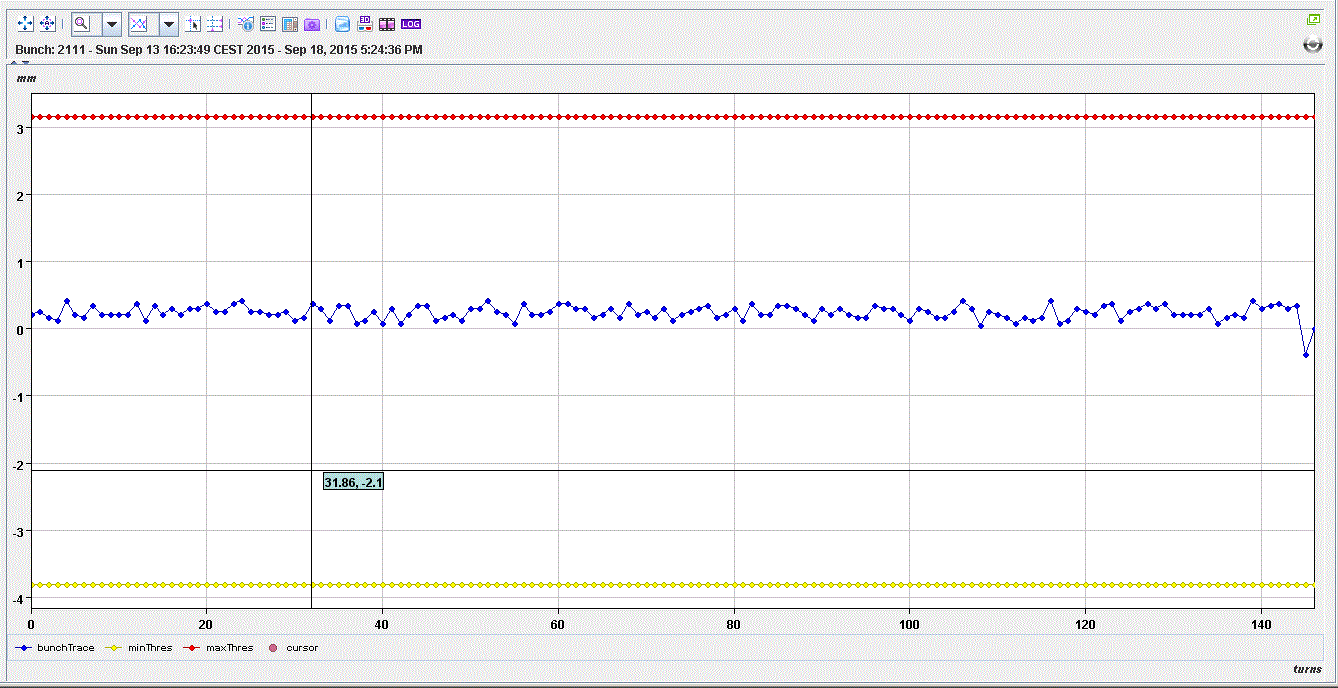 3D
LOG
Bunch: 2111 - Sun Sep 13 16:23:49 CEST 2015 - Sep 18, 2015 5:24:36 PM
mm
3
2
1
0
-1
-2
31.86, -2.1
-3
-4
0 20 40 60 80 100 120 140
bunchTrace minThres maxThres cursor
turns